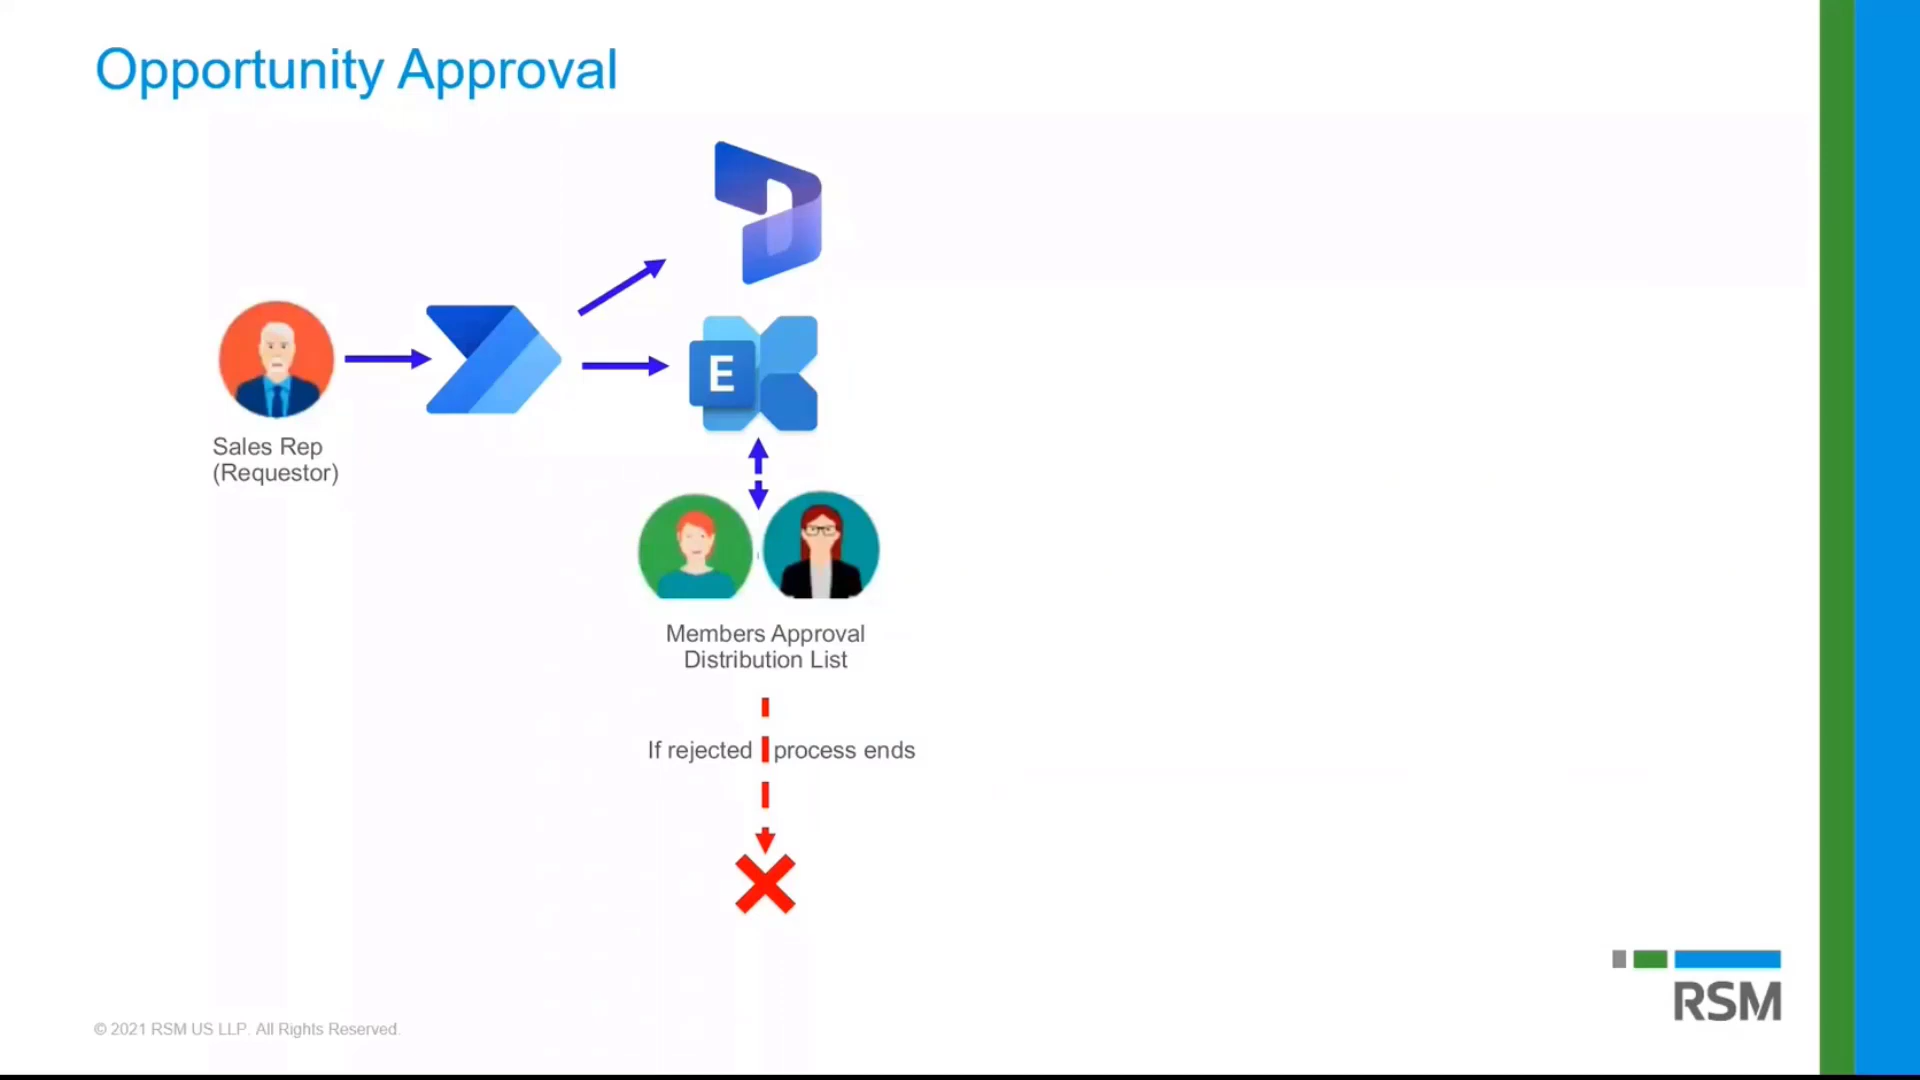 Opportunity Approval
E
Sales Rep
(Requestor)
Members Approval
Distribution List
If rejected process ends
RSM
© 2021 RSM US LLP. All Rights Reserved.